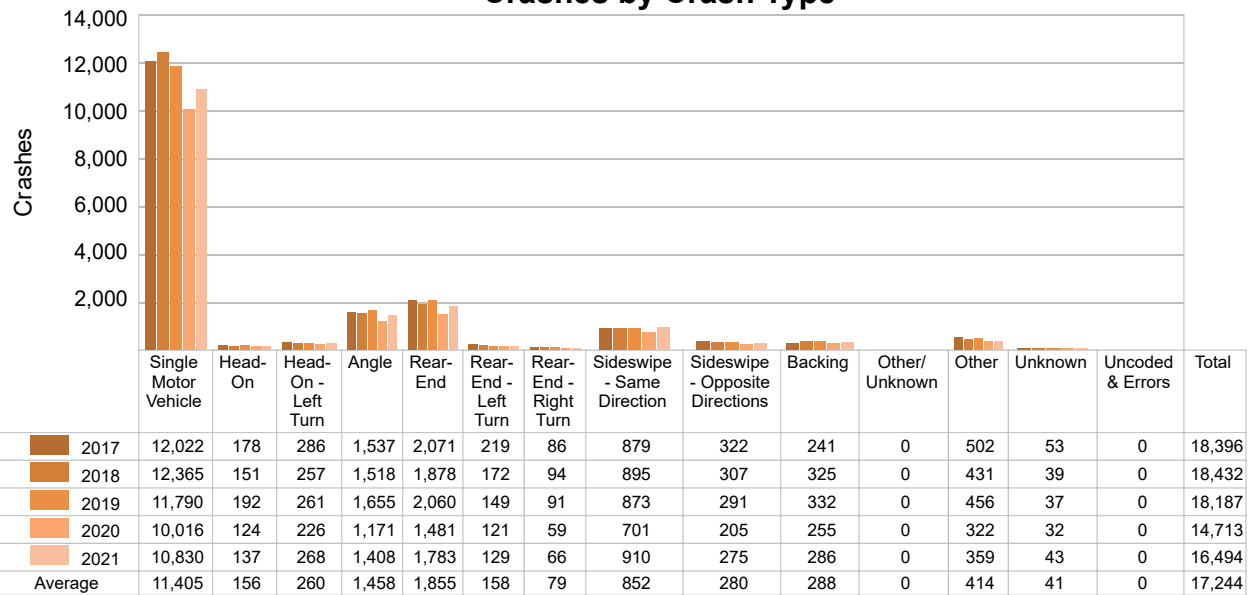 Crashes by Crash Type
14,000
12,000
10,000
8,000
6,000
4,000
2,000
Crashes
Single Motor Vehicle
Head-On
Head-On - Left Turn
Angle
Rear-End
Rear-End - Left Turn
Rear-End - Right Turn
Sideswipe - Same Direction
Sideswipe - Opposite Directions
Backing
Other/ Unknown
Other
Unknown
Uncoded & Errors
Total
2017 12,022 178 286 1,537 2,071 219 86 879 322 241 0 502 53 0 18,396
2018 12,365 151 257 1,518 1,878 172 94 895 307 325 0 431 39 0 18,432
2019 11,790 192 261 1,655 2,060 149 91 873 291 332 0 456 37 0 18,187
2020 10,016 124 226 1,171 1,481 121 59 701 205 255 0 322 32 0 14,713
2021 10,830 137 268 1,408 1,783 129 66 910 275 286 0 359 43 0 16,494
Average 11,405 156 260 1,458 1,855 158 79 852 280 288 0 414 41 0 17,244